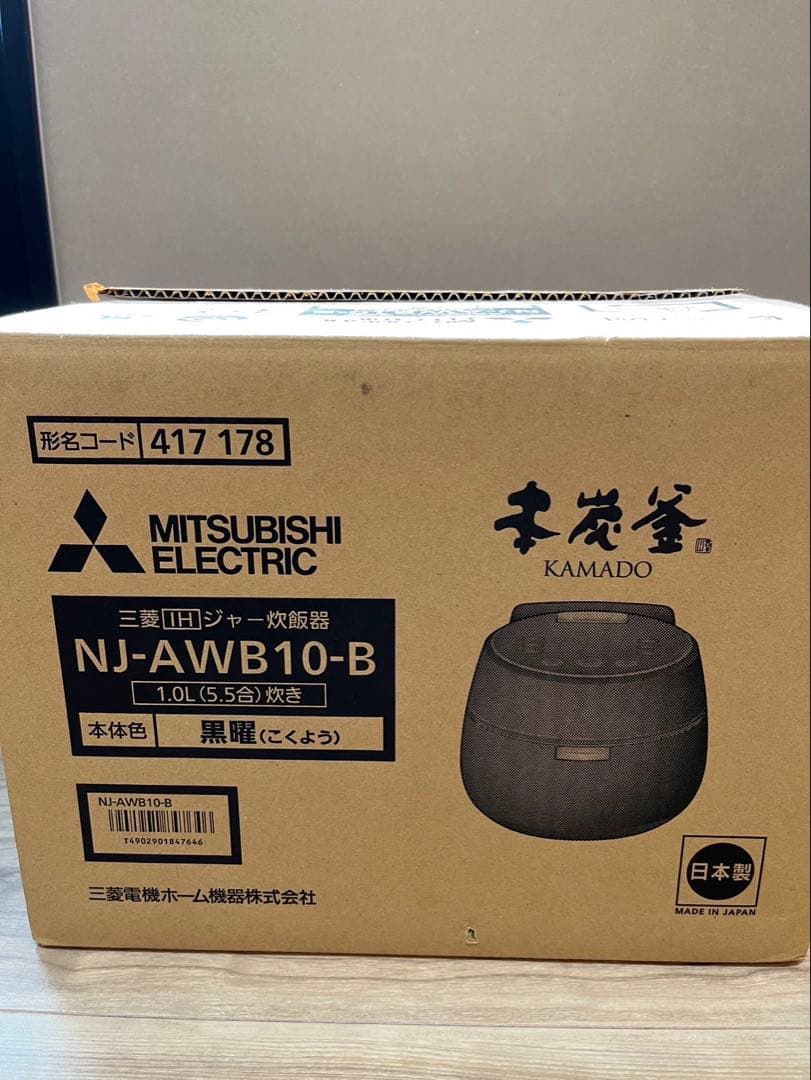 形名コード 417 178
MITSUBISHI
ELECTRIC
本炭釜
KAMADO
三菱IHジャー炊飯器
NJ-AWB10-B
1.0L(5.5合)炊き
本体色 黒曜(こくよう)
NJ-AWB10-B
T4902901847646
三菱電機ホーム機器株式会社
日本製
MADE IN JAPAN